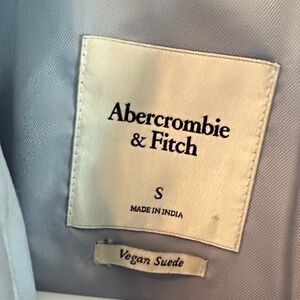 Abercrombie
& Fitch
S
MADE IN INDIA
Vegan Suede